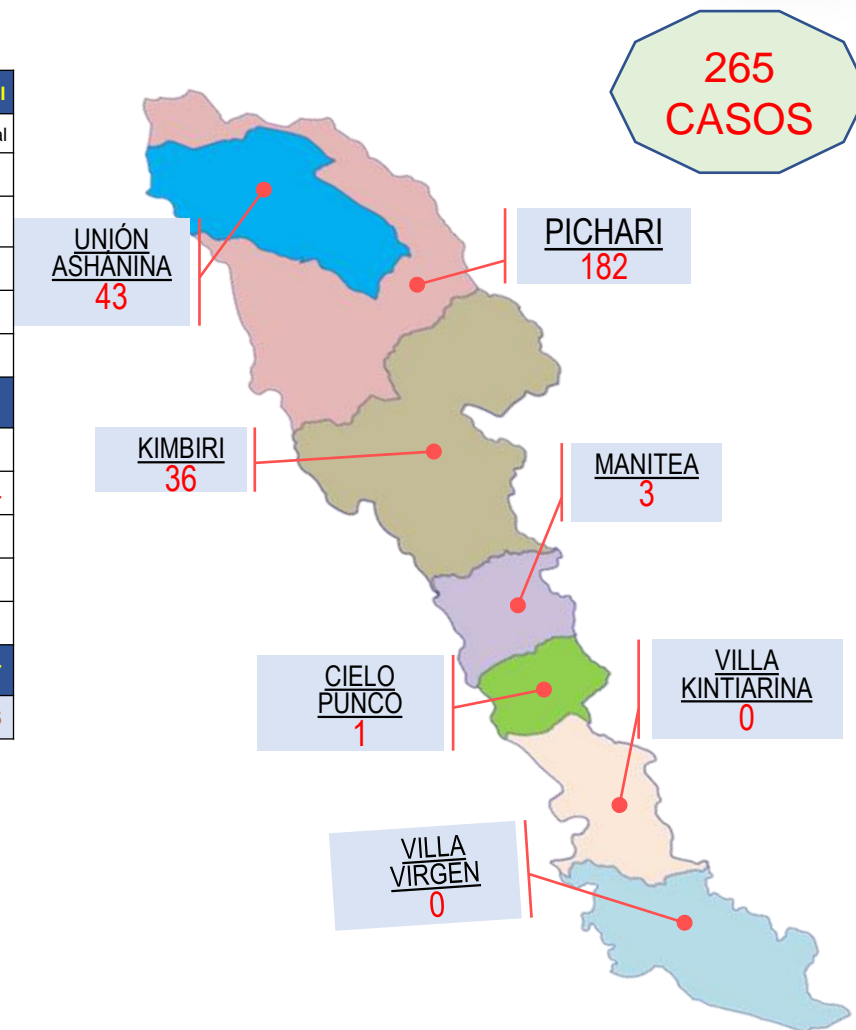 265
CASOS
al
UNIÓN
ASHÁNINA
43
PICHARI
182
KIMBIRI
36
MANITEA
3
CIELO
PUNCO
1
VILLA
KINTIARINA
0
VILLA
VIRGEN
0